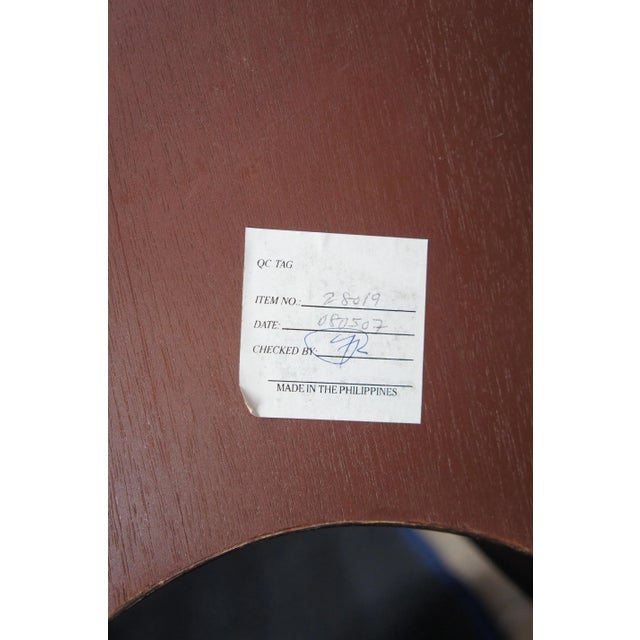 QC TAG
ITEM NO.: 28019
DATE: 080507
CHECKED BY:
MADE IN THE PHILIPPINES